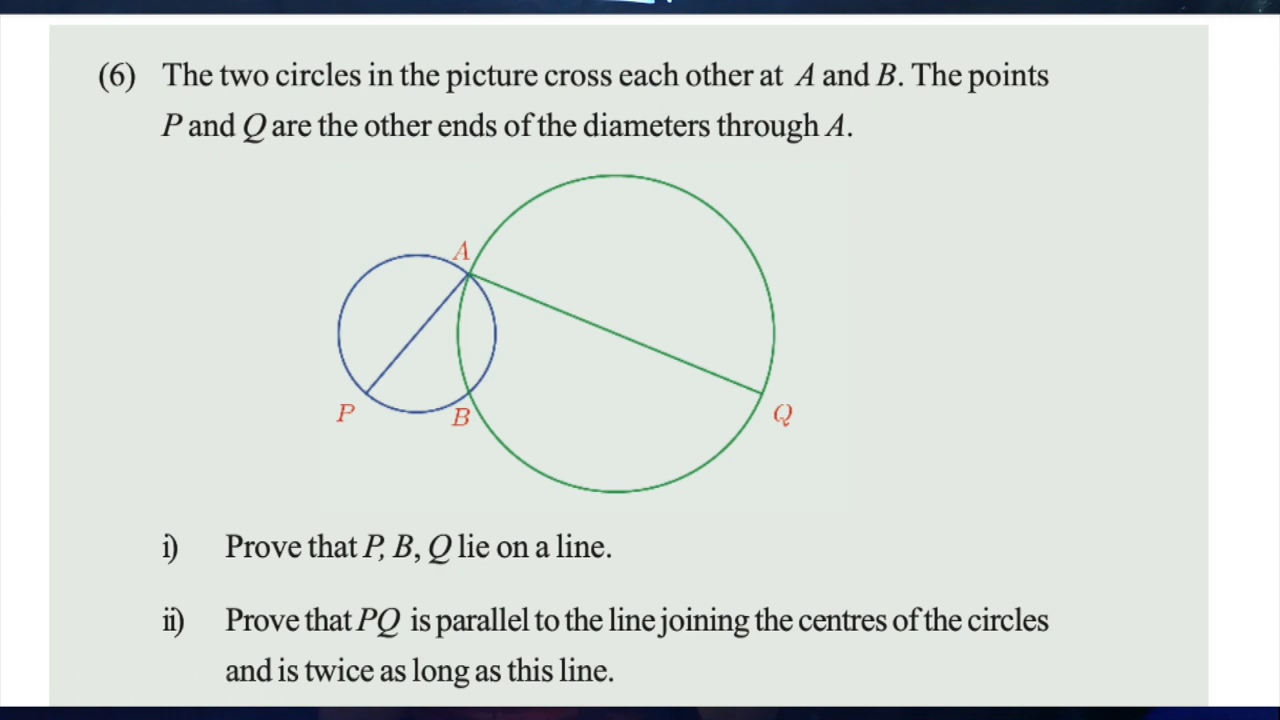 (6) The two circles in the picture cross each other at A and B. The points
P and Q are the other ends of the diameters through A.
A
P
B
Q
i) Prove that P, B, Q lie on a line.
ii) Prove that PQ is parallel to the line joining the centres of the circles
and is twice as long as this line.